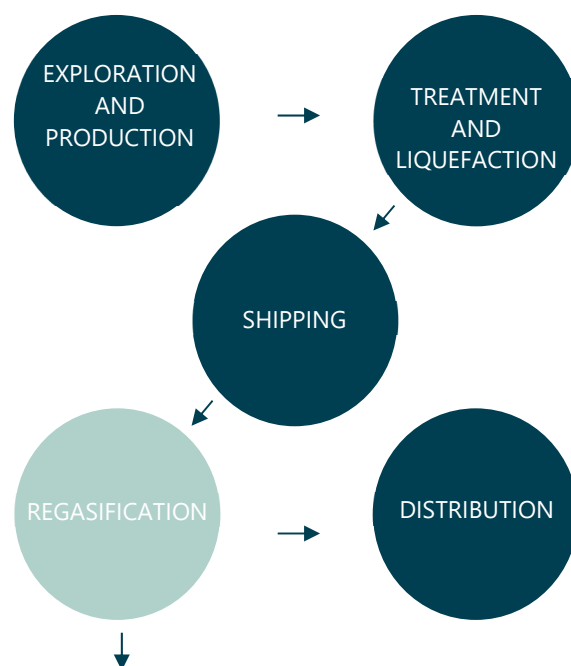 EXPLORATION
AND
PRODUCTION
TREATMENT
AND
LIQUEFACTION
SHIPPING
REGASIFICATION
DISTRIBUTION